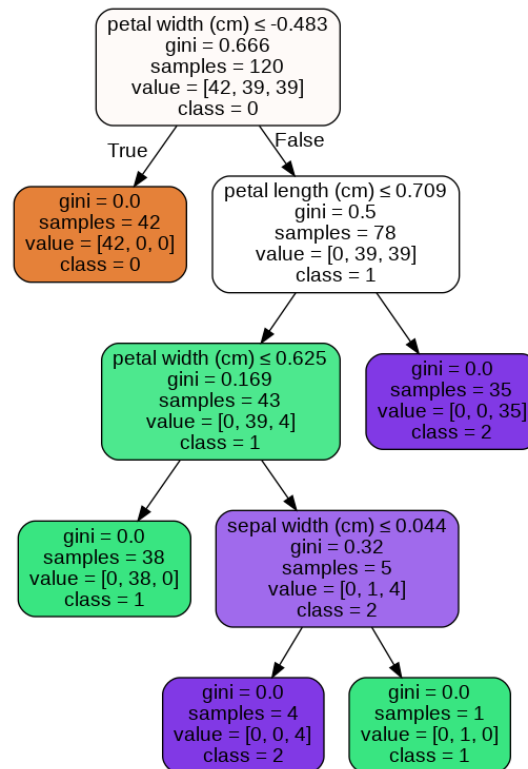 petal width (cm) ≤ -0.483
gini = 0.666
samples = 120
value = [42, 39, 39]
class = 0
True
False
gini = 0.0
samples = 42
value = [42, 0, 0]
class = 0
petal length (cm) ≤ 0.709
gini = 0.5
samples = 78
value = [0, 39, 39]
class = 1
petal width (cm) ≤ 0.625
gini = 0.169
samples = 43
value = [0, 39, 4]
class = 1
gini = 0.0
samples = 35
value = [0, 0, 35]
class = 2
gini = 0.0
samples = 38
value = [0, 38, 0]
class = 1
sepal width (cm) ≤ 0.044
gini = 0.32
samples = 5
value = [0, 1, 4]
class = 2
gini = 0.0
samples = 4
value = [0, 0, 4]
class = 2
gini = 0.0
samples = 1
value = [0, 1, 0]
class = 1